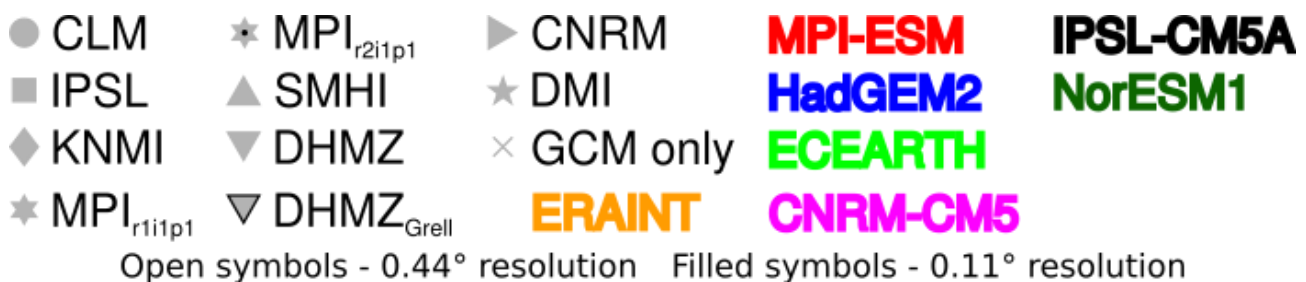 CLM MPIr2i1p1 CNRM MPI-ESM IPSL-CM5A
IPSL SMHI DMI HadGEM2 NorESM1
KNMI DHMZ GCM only ECEARTH
MPIr1i1p1 DHMZGrell ERAINT CNRM-CM5
Open symbols - 0.44° resolution Filled symbols - 0.11° resolution